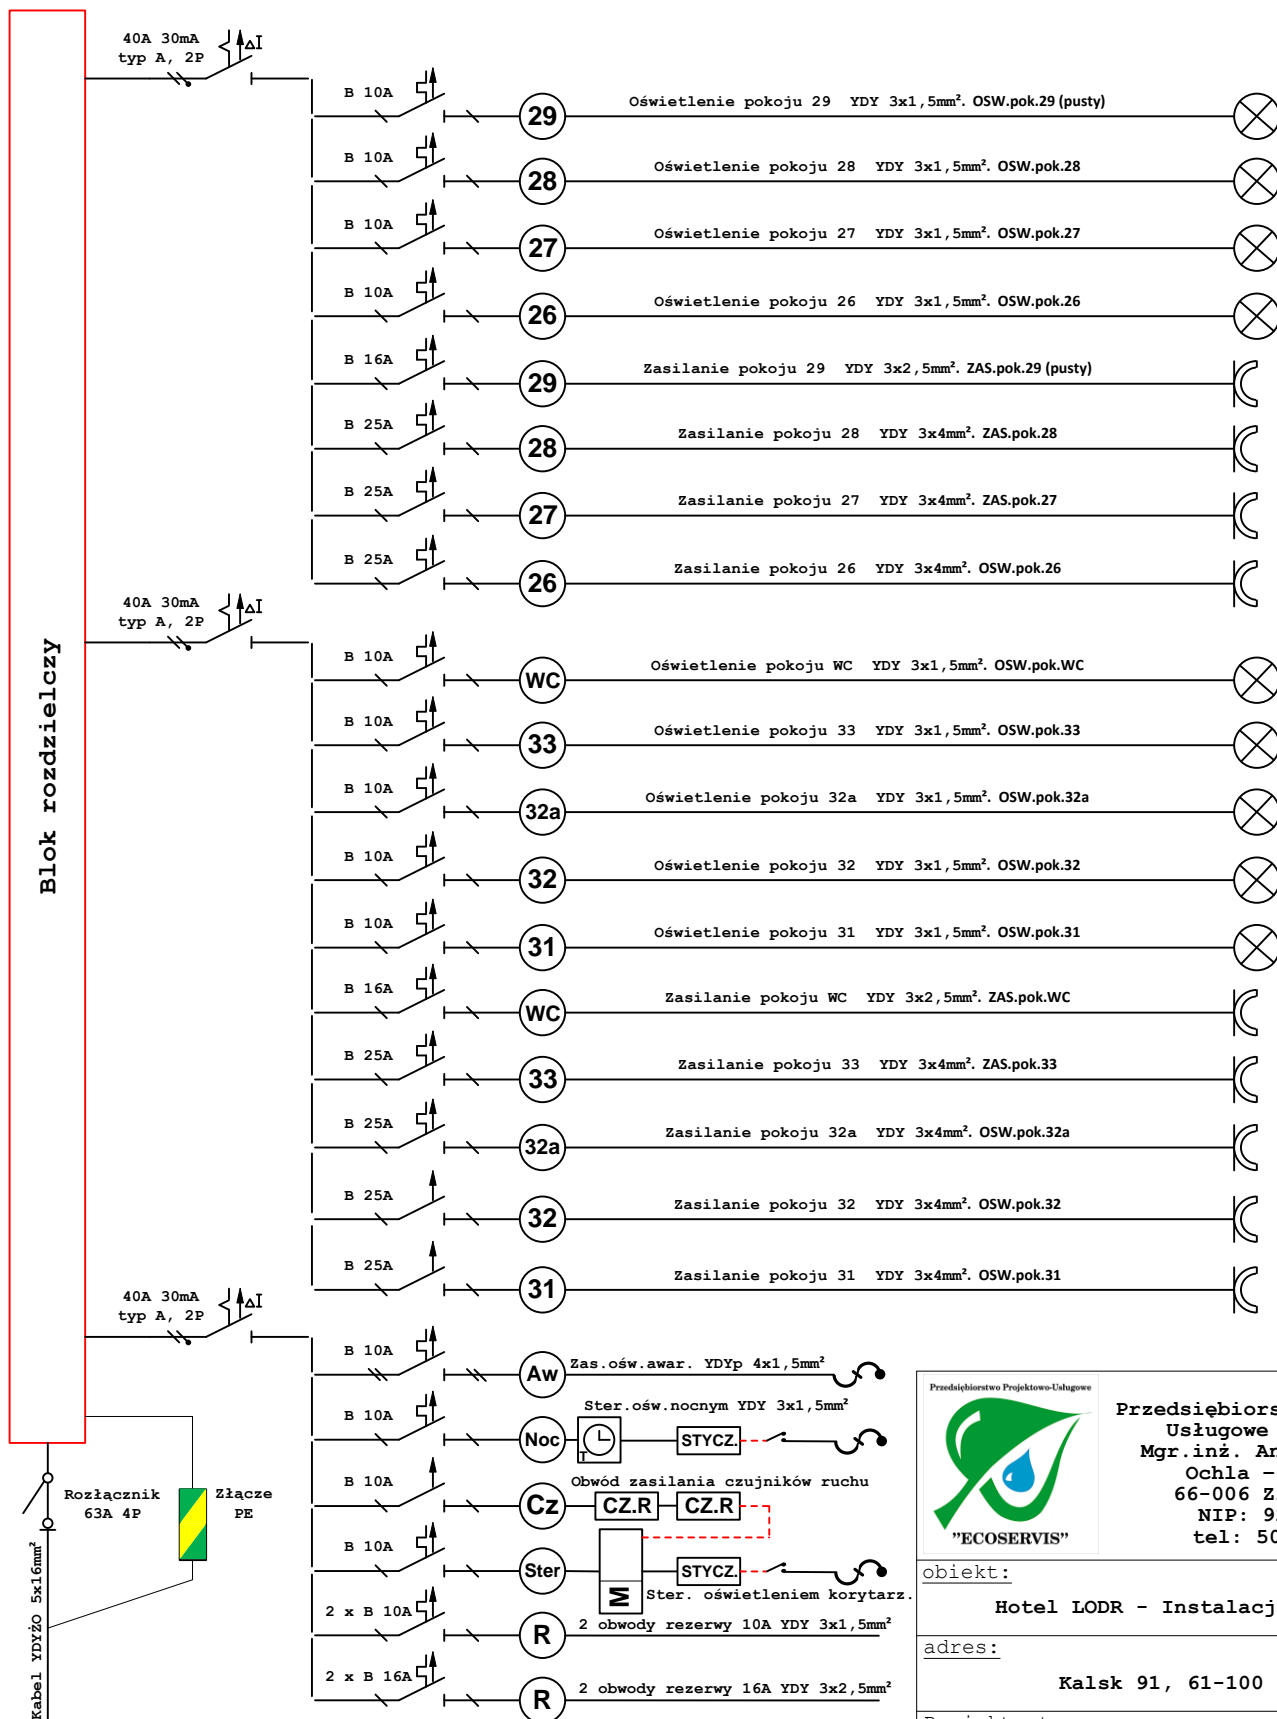 40A 30mA
typ A, 2P
ΔI
B 10A
29
Oświetlenie pokoju 29 YDY 3x1,5mm². OSW.pok.29 (pusty)
B 10A
28
Oświetlenie pokoju 28 YDY 3x1,5mm². OSW.pok.28
B 10A
27
Oświetlenie pokoju 27 YDY 3x1,5mm². OSW.pok.27
B 10A
26
Oświetlenie pokoju 26 YDY 3x1,5mm². OSW.pok.26
B 16A
29
Zasilanie pokoju 29 YDY 3x2,5mm². ZAS.pok.29 (pusty)
B 25A
28
Zasilanie pokoju 28 YDY 3x4mm². ZAS.pok.28
B 25A
27
Zasilanie pokoju 27 YDY 3x4mm². ZAS.pok.27
B 25A
26
Zasilanie pokoju 26 YDY 3x4mm². OSW.pok.26
40A 30mA
typ A, 2P
ΔI
Blok rozdzielczy
B 10A
WC
Oświetlenie pokoju WC YDY 3x1,5mm². OSW.pok.WC
B 10A
33
Oświetlenie pokoju 33 YDY 3x1,5mm². OSW.pok.33
B 10A
32a
Oświetlenie pokoju 32a YDY 3x1,5mm². OSW.pok.32a
B 10A
32
Oświetlenie pokoju 32 YDY 3x1,5mm². OSW.pok.32
B 10A
31
Oświetlenie pokoju 31 YDY 3x1,5mm². OSW.pok.31
B 16A
WC
Zasilanie pokoju WC YDY 3x2,5mm². ZAS.pok.WC
B 25A
33
Zasilanie pokoju 33 YDY 3x4mm². ZAS.pok.33
B 25A
32a
Zasilanie pokoju 32a YDY 3x4mm². OSW.pok.32a
B 25A
32
Zasilanie pokoju 32 YDY 3x4mm². OSW.pok.32
B 25A
31
Zasilanie pokoju 31 YDY 3x4mm². OSW.pok.31
40A 30mA
typ A, 2P
ΔI
B 10A
Aw
Zas.ośw.awar. YDYp 4x1,5mm²
B 10A
Noc
Ster.ośw.nocnym YDY 3x1,5mm²
T
STYCZ.
B 10A
Cz
Obwód zasilania czujników ruchu
CZ.R
CZ.R
B 10A
Ster
M
STYCZ.
Ster. oświetleniem korytarz.
2 x B 10A
R
2 obwody rezerwy 10A YDY 3x1,5mm²
2 x B 16A
R
2 obwody rezerwy 16A YDY 3x2,5mm²
Rozłącznik
63A 4P
Złącze
PE
Kabel YDYŻO 5x16mm²
Przedsiębiorstwo Projektowo-Usługowe
"ECOSERVIS"
Przedsiębiors
Usługowe
Mgr.inż. An
Ochla –
66-006 Z
NIP: 9
tel: 50
obiekt:
Hotel LODR - Instalacj
adres:
Kalsk 91, 61-100